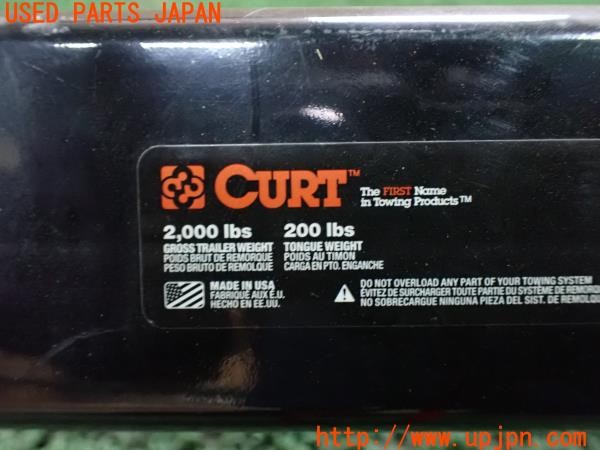 USED PARTS JAPAN
CURT™ The FIRST Name
in Towing Products™
2,000 lbs 200 lbs
GROSS TRAILER WEIGHT TONGUE WEIGHT
POIDS BRUT DE REMORQUE POIDS AU TIMON
PESO BRUTO DE REMOLQUE CARGA EN PTO. ENGANCHE
MADE IN USA
FABRIQUÉ AUX É.U.
HECHO EN EE.UU.
DO NOT OVERLOAD ANY PART OF YOUR TOWING SYSTEM
ÉVITEZ DE SURCHARGER TOUTE PARTIE DU SYSTÈME DE REMORQ
NO SOBRECARGUE NINGUNA PIEZA DEL SIST. DE REMOLQU
http://www.upjpn.com/